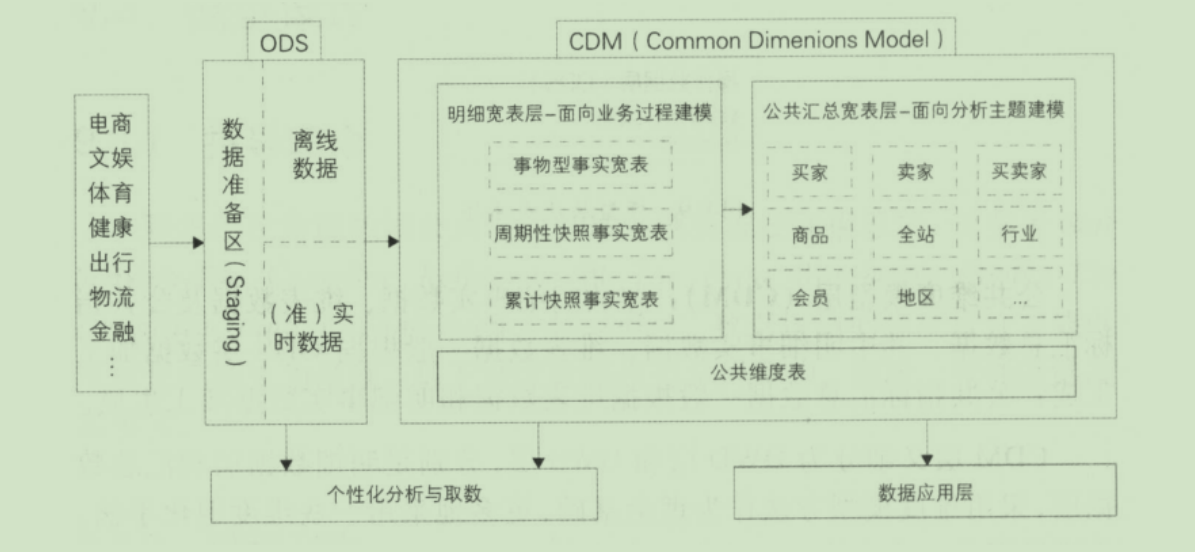 ODS
CDM（Common Dimenions Model）
电商
文娱
体育
健康
出行
物流
金融
⋮
数据准备区（Staging）
离线
数据
（准）实
时数据
明细宽表层-面向业务过程建模
事物型事实宽表
周期性快照事实宽表
累计快照事实宽表
公共汇总宽表层-面向分析主题建模
买家
卖家
买卖家
商品
全站
行业
会员
地区
...
公共维度表
个性化分析与取数
数据应用层